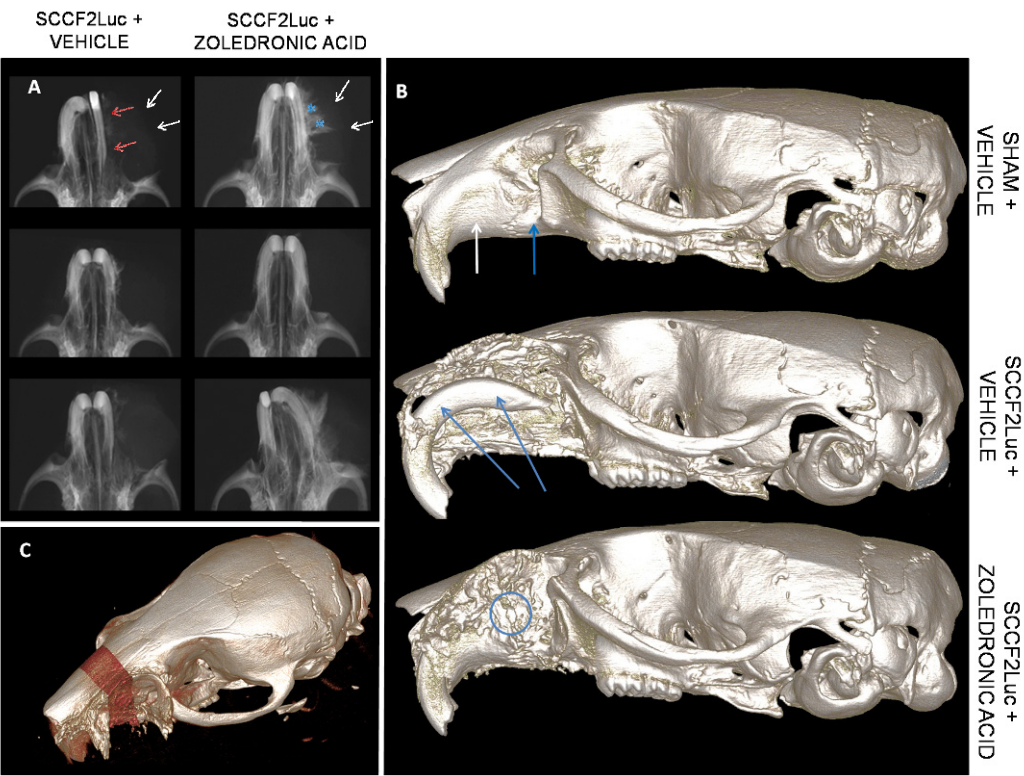 SCCF2Luc +
VEHICLE
SCCF2Luc +
ZOLEDRONIC ACID
A
B
SHAM +
VEHICLE
SCCF2Luc +
VEHICLE
C
SCCF2Luc +
ZOLEDRONIC ACID